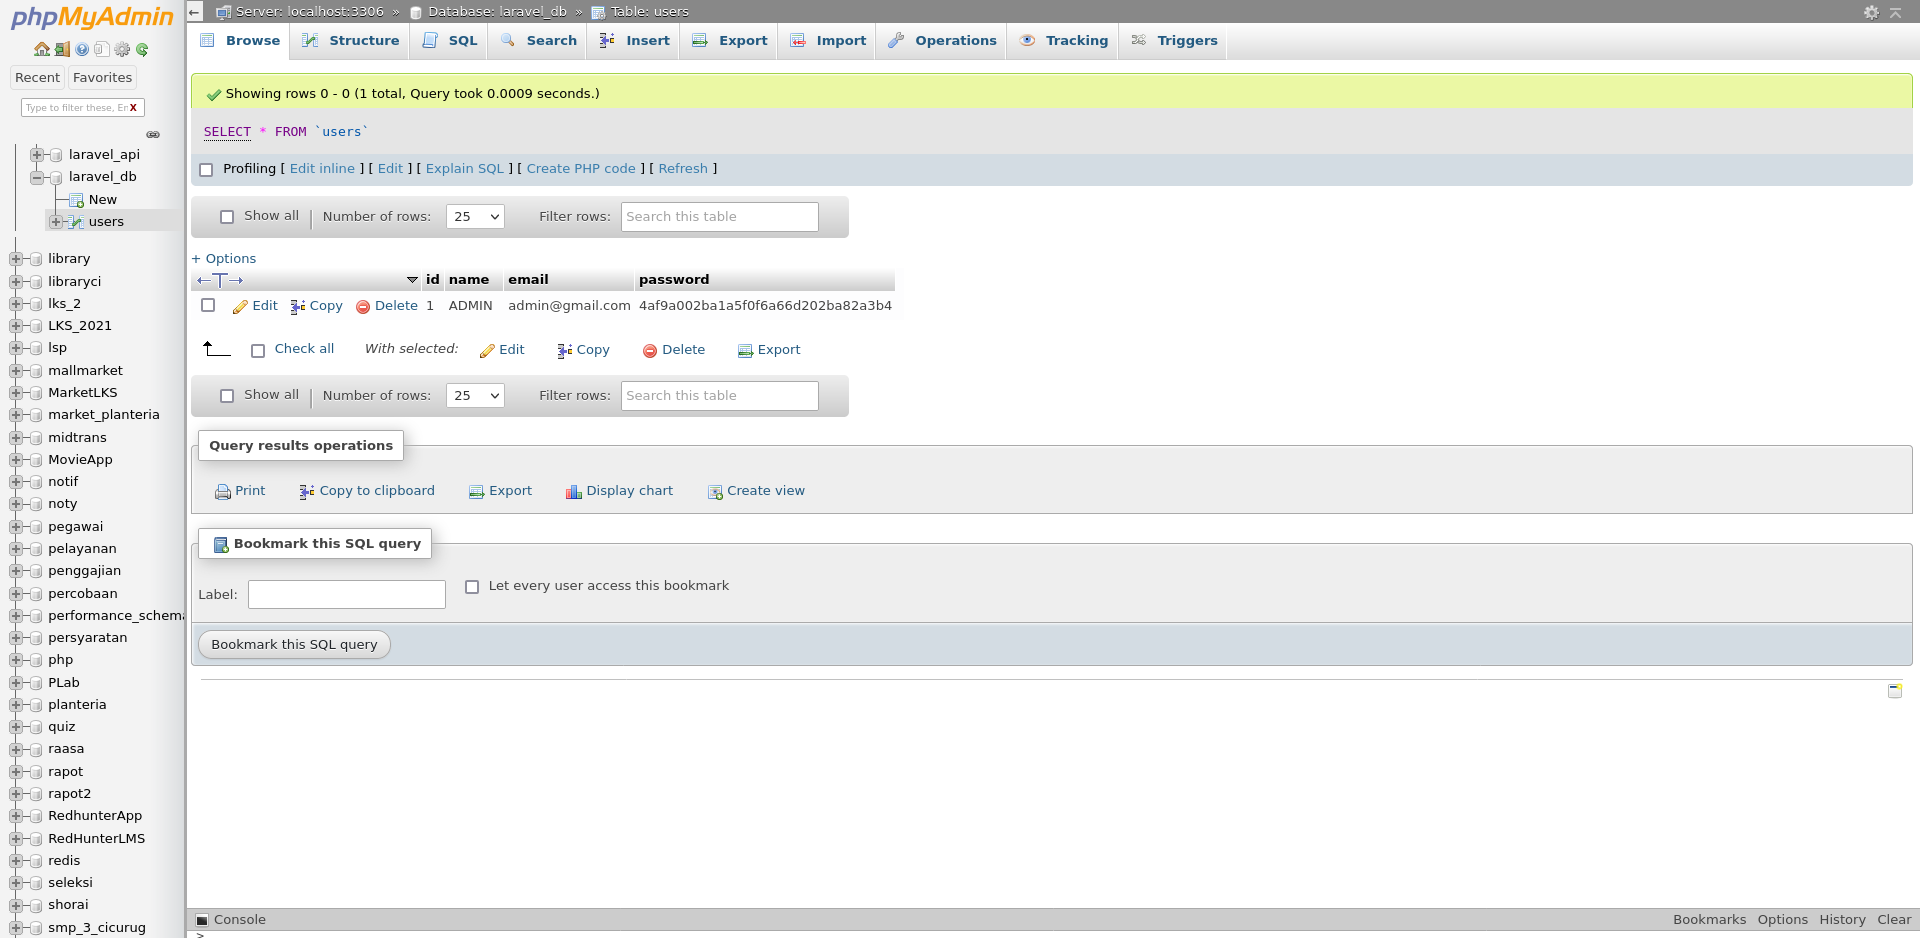 phpMyAdmin
Recent Favorites
Type to filter these, Er X
laravel_api
laravel_db
New
users
library
libraryci
lks_2
LKS_2021
lsp
mallmarket
MarketLKS
market_planteria
midtrans
MovieApp
notif
noty
pegawai
pelayanan
penggajian
percobaan
performance_schema
persyaratan
php
PLab
planteria
quiz
raasa
rapot
rapot2
RedhunterApp
RedHunterLMS
redis
seleksi
shorai
smp_3_cicurug
Server: localhost:3306 » Database: laravel_db » Table: users
Browse Structure SQL Search Insert Export Import Operations Tracking Triggers
Showing rows 0 - 0 (1 total, Query took 0.0009 seconds.)
SELECT * FROM `users`
Profiling [ Edit inline ] [ Edit ] [ Explain SQL ] [ Create PHP code ] [ Refresh ]
Show all | Number of rows: 25 Filter rows: Search this table
+ Options
←T→ id name email password
Edit Copy Delete 1 ADMIN admin@gmail.com 4af9a002ba1a5f0f6a66d202ba82a3b4
Check all With selected: Edit Copy Delete Export
Show all | Number of rows: 25 Filter rows: Search this table
Query results operations
Print Copy to clipboard Export Display chart Create view
Bookmark this SQL query
Label: Let every user access this bookmark
Bookmark this SQL query
Console Bookmarks Options History Clear
>